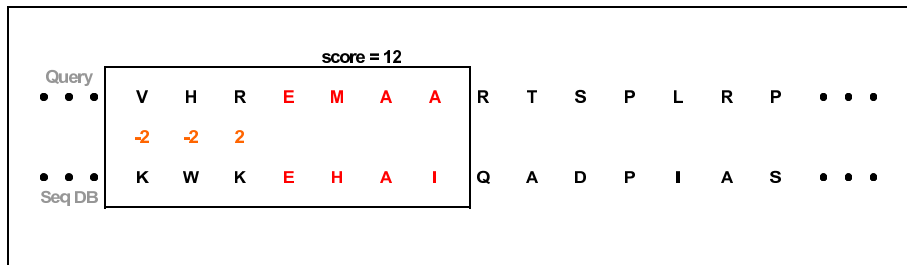 score = 12
Query
• • • V H R E M A A R T S P L R P • • •
-2 -2 2
• • • K W K E H A I Q A D P I A S • • •
Seq DB